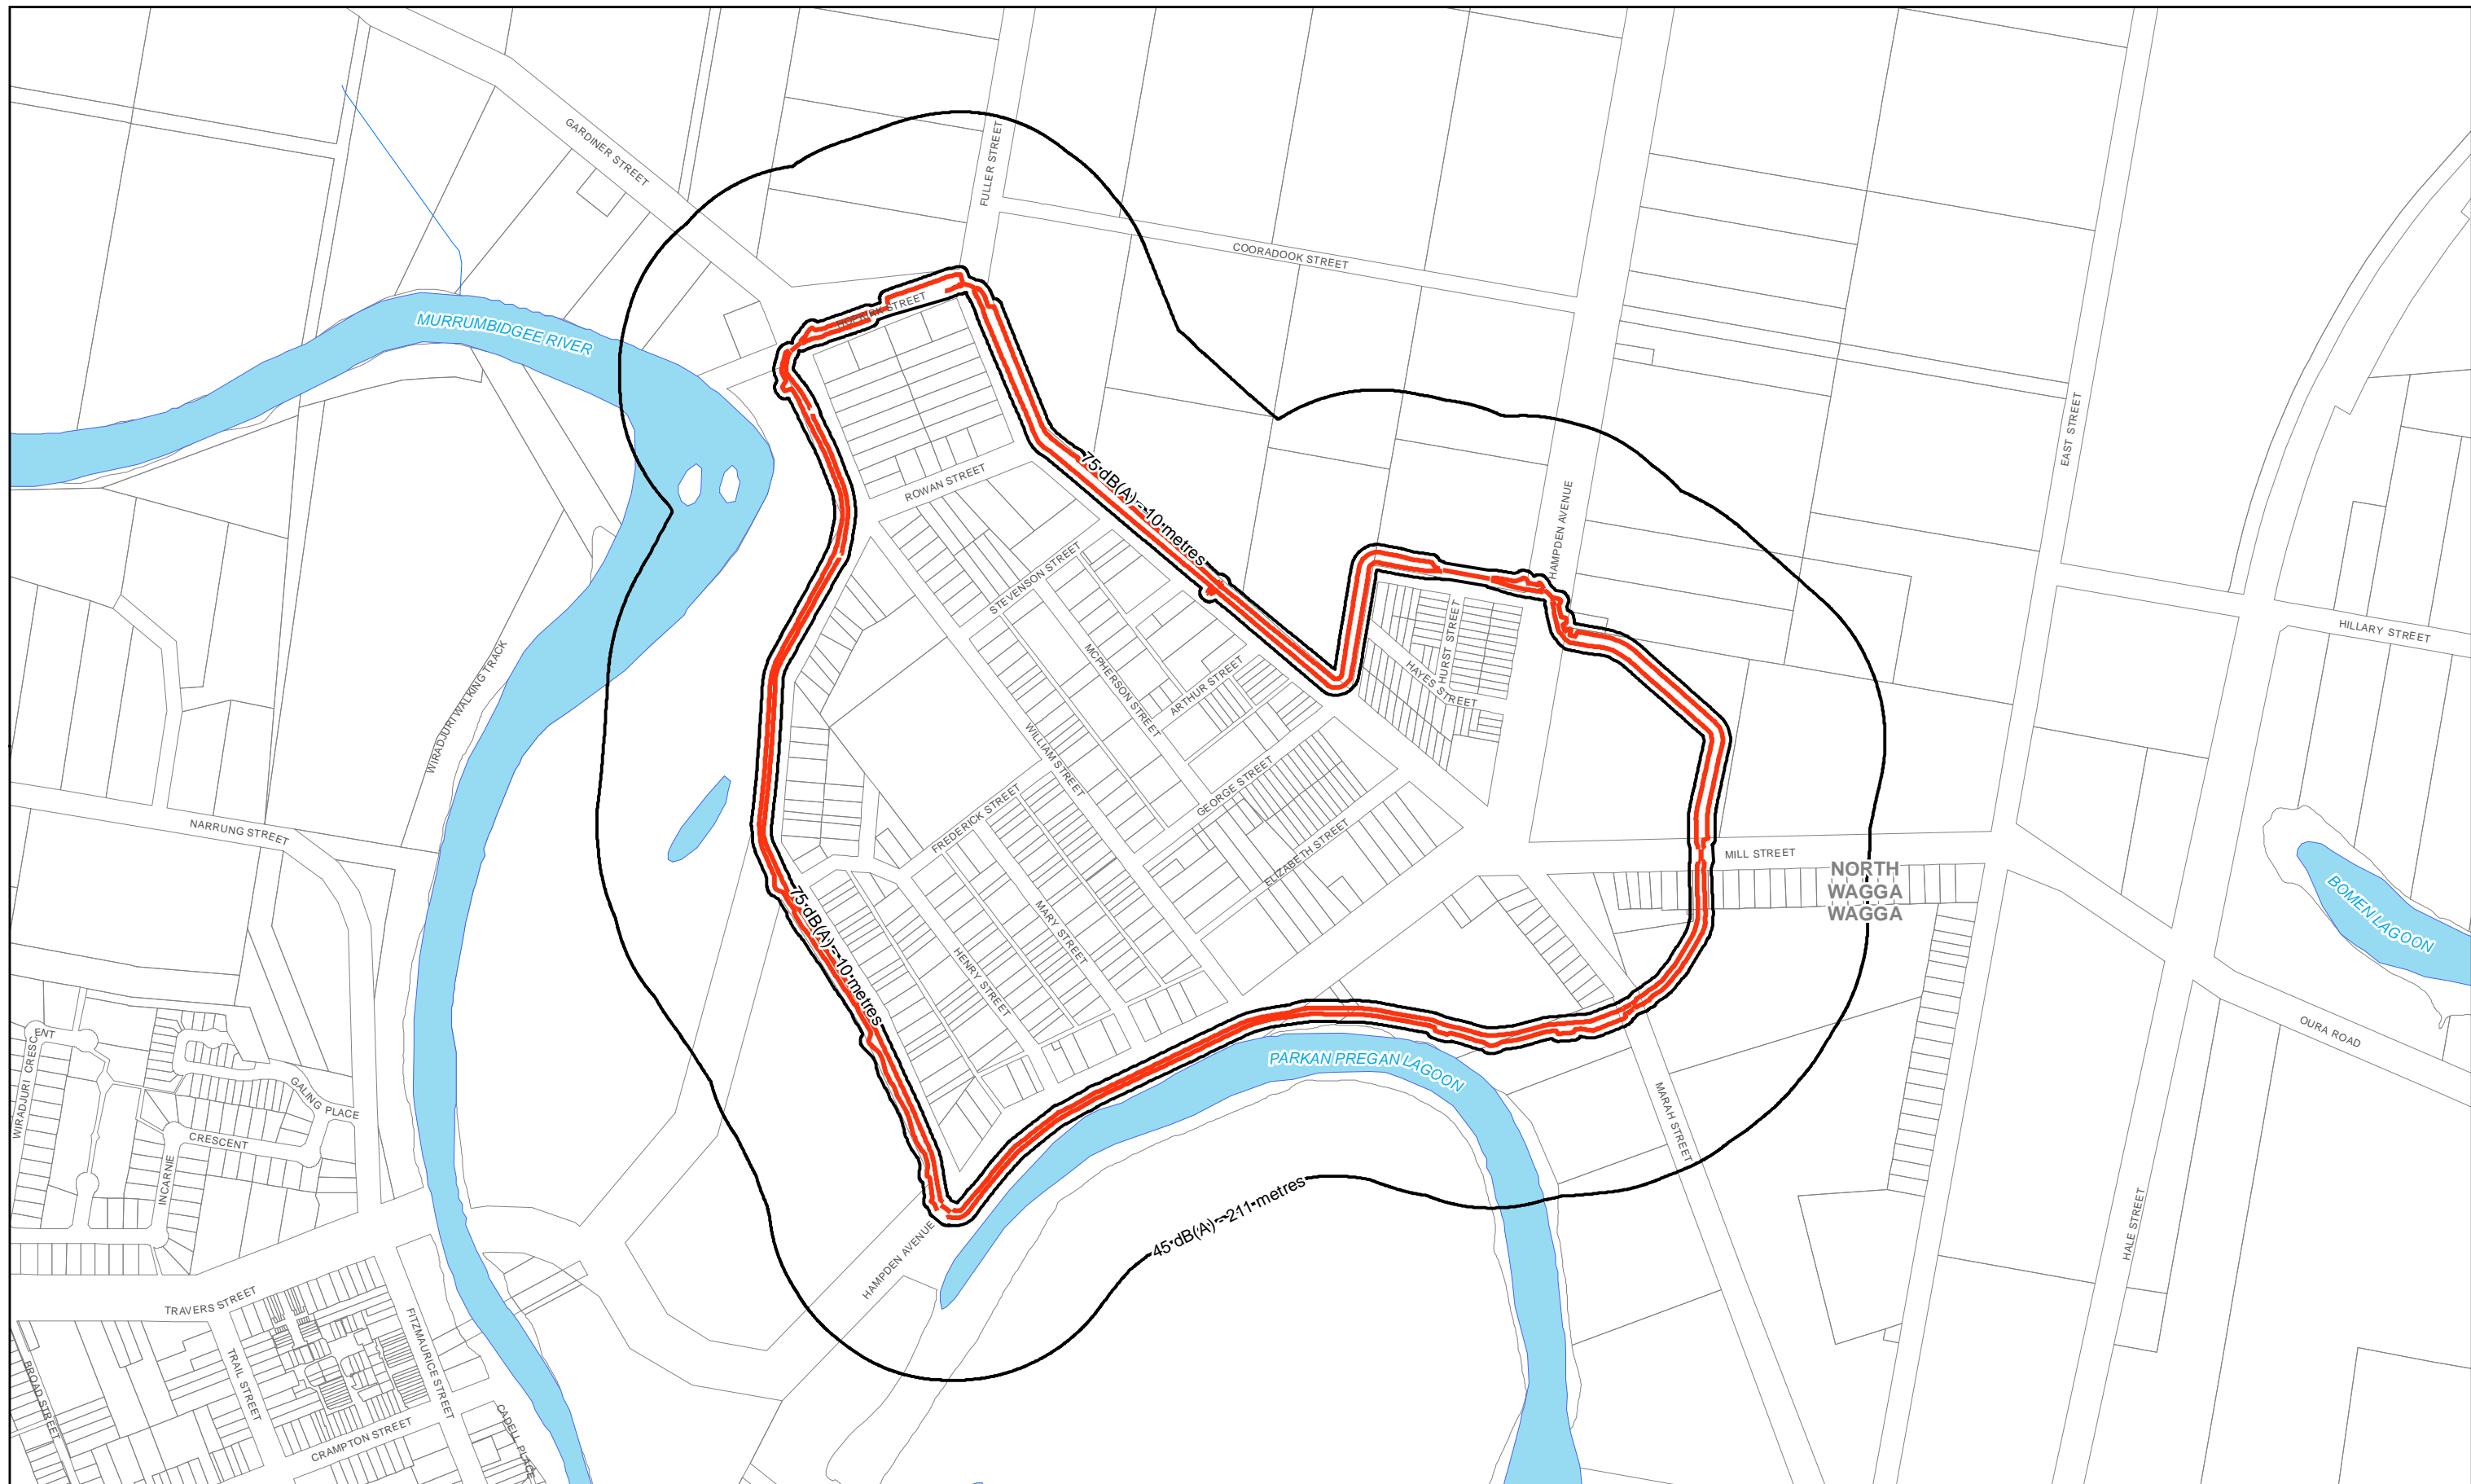 GARDINER STREET
FULLER STREET
COORADOOK STREET
MURRUMBIDGEE RIVER
HOPKIRK STREET
EAST STREET
ROWAN STREET
75 dB(A) - 10 metres
HAMPDEN AVENUE
STEVENSON STREET
HILLARY STREET
HURST STREET
HAYES STREET
MCPHERSON STREET
ARTHUR STREET
WIRADJURI WALKING TRACK
WILLIAM STREET
GEORGE STREET
NARRUNG STREET
FREDERICK STREET
ELIZABETH STREET
MILL STREET
NORTH
WAGGA
WAGGA
BOMEN LAGOON
75 dB(A) - 10 metres
MARY STREET
HENRY STREET
OURA ROAD
WIRADJURI CRESCENT
PARKAN PREGAN LAGOON
GALING PLACE
MARAH STREET
CRESCENT
INCARNIE
45 dB(A) - 211 metres
HAMPDEN AVENUE
HALE STREET
TRAVERS STREET
FITZMAURICE STREET
TRAIL STREET
BROAD STREET
CRAMPTON STREET
CADELL PLACE